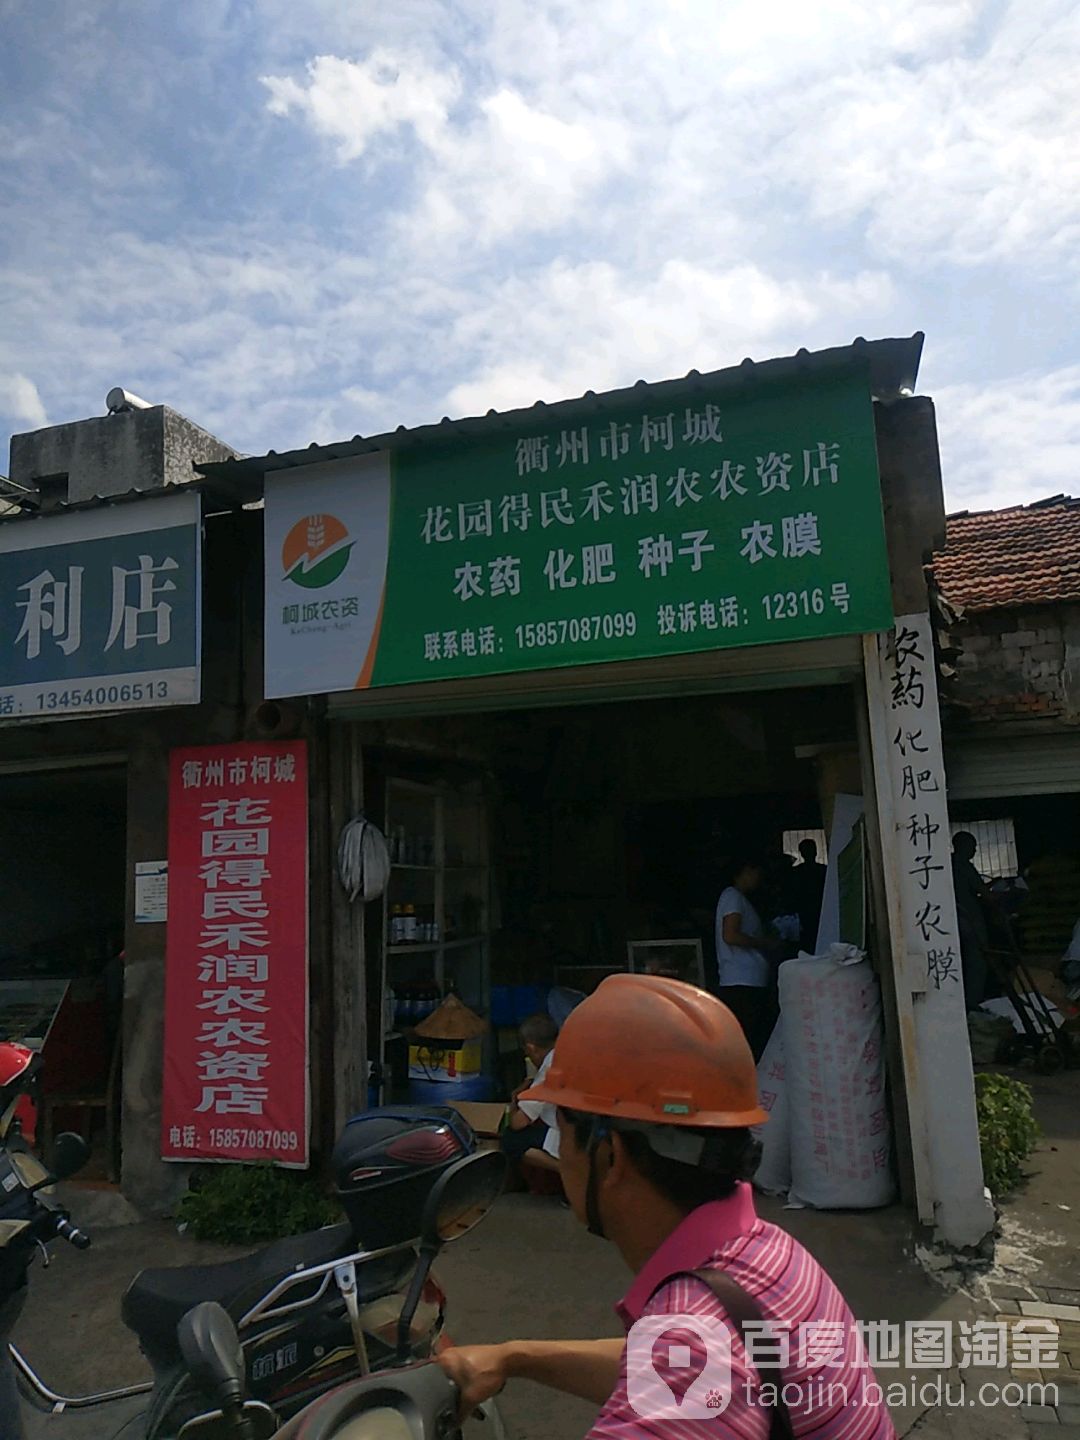 衢州市柯城
花园得民禾润农农资店
农药 化肥 种子 农膜
联系电话：15857087099 投诉电话：12316号
柯城农资
KeCheng-Agri
利店
话：13454006513
衢州市柯城
花园得民禾润农农资店
电话：15857087099
农药化肥种子农膜
百度地图淘金
taojin.baidu.com